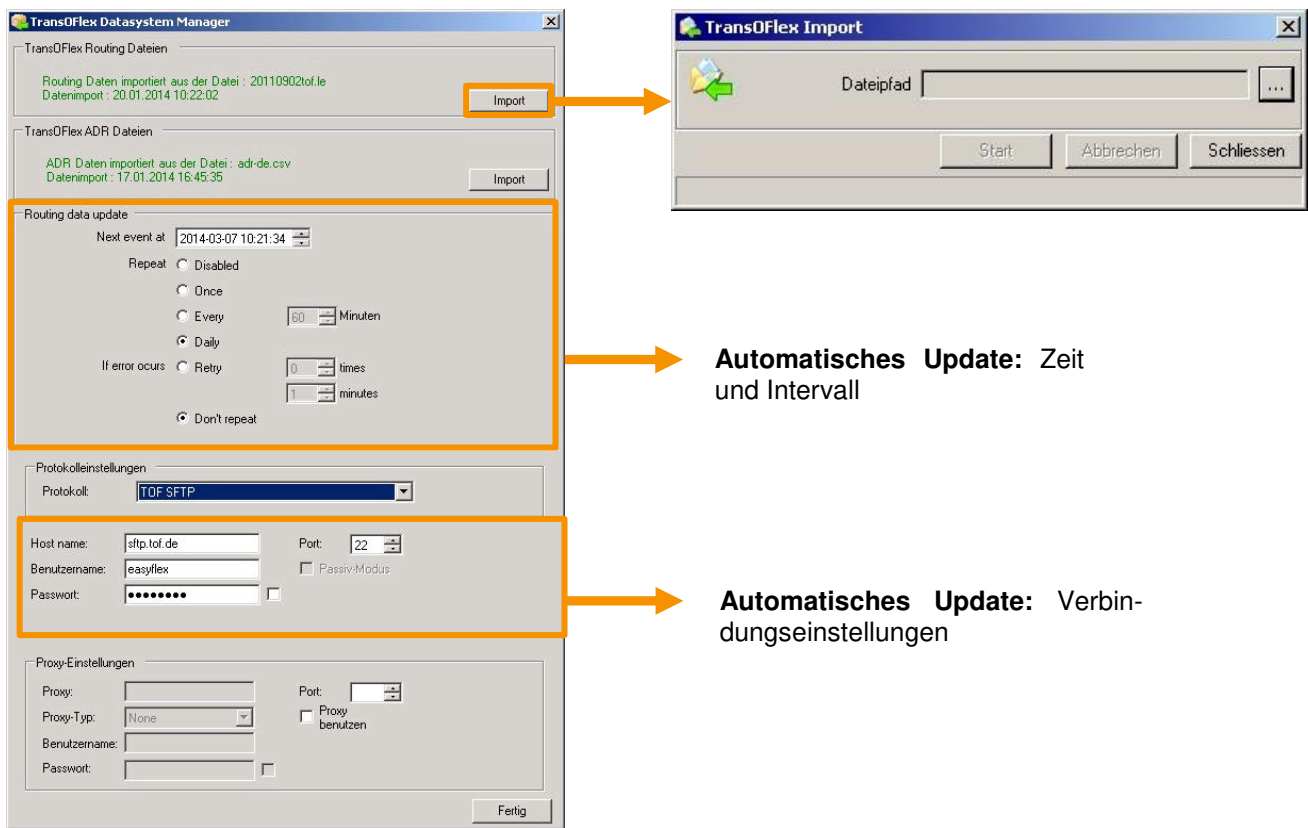 TransOFlex Datasystem Manager
TransOFlex Routing Dateien
Routing Daten importiert aus der Datei : 20110902tof.le
Datenimport : 20.01.2014 10:22:02
Import
TransOFlex ADR Dateien
ADR Daten importiert aus der Datei : adr-de.csv
Datenimport : 17.01.2014 16:45:35
Import
Routing data update
Next event at 2014-03-07 10:21:34
Repeat Disabled
Once
Every 60 Minuten
Daily
If error ocurs Retry 0 times
1 minutes
Don't repeat
Protokolleinstellungen
Protokoll: TOF SFTP
Host name: sftp.tof.de Port: 22
Benutzername: easyflex Passiv-Modus
Passwort: ●●●●●●●●
Proxy-Einstellungen
Proxy: Port:
Proxy-Typ: None Proxy
benutzen
Benutzername:
Passwort:
Fertig
TransOFlex Import
Dateipfad ...
Start Abbrechen Schliessen
Automatisches Update: Zeit
und Intervall
Automatisches Update: Verbin-
dungseinstellungen